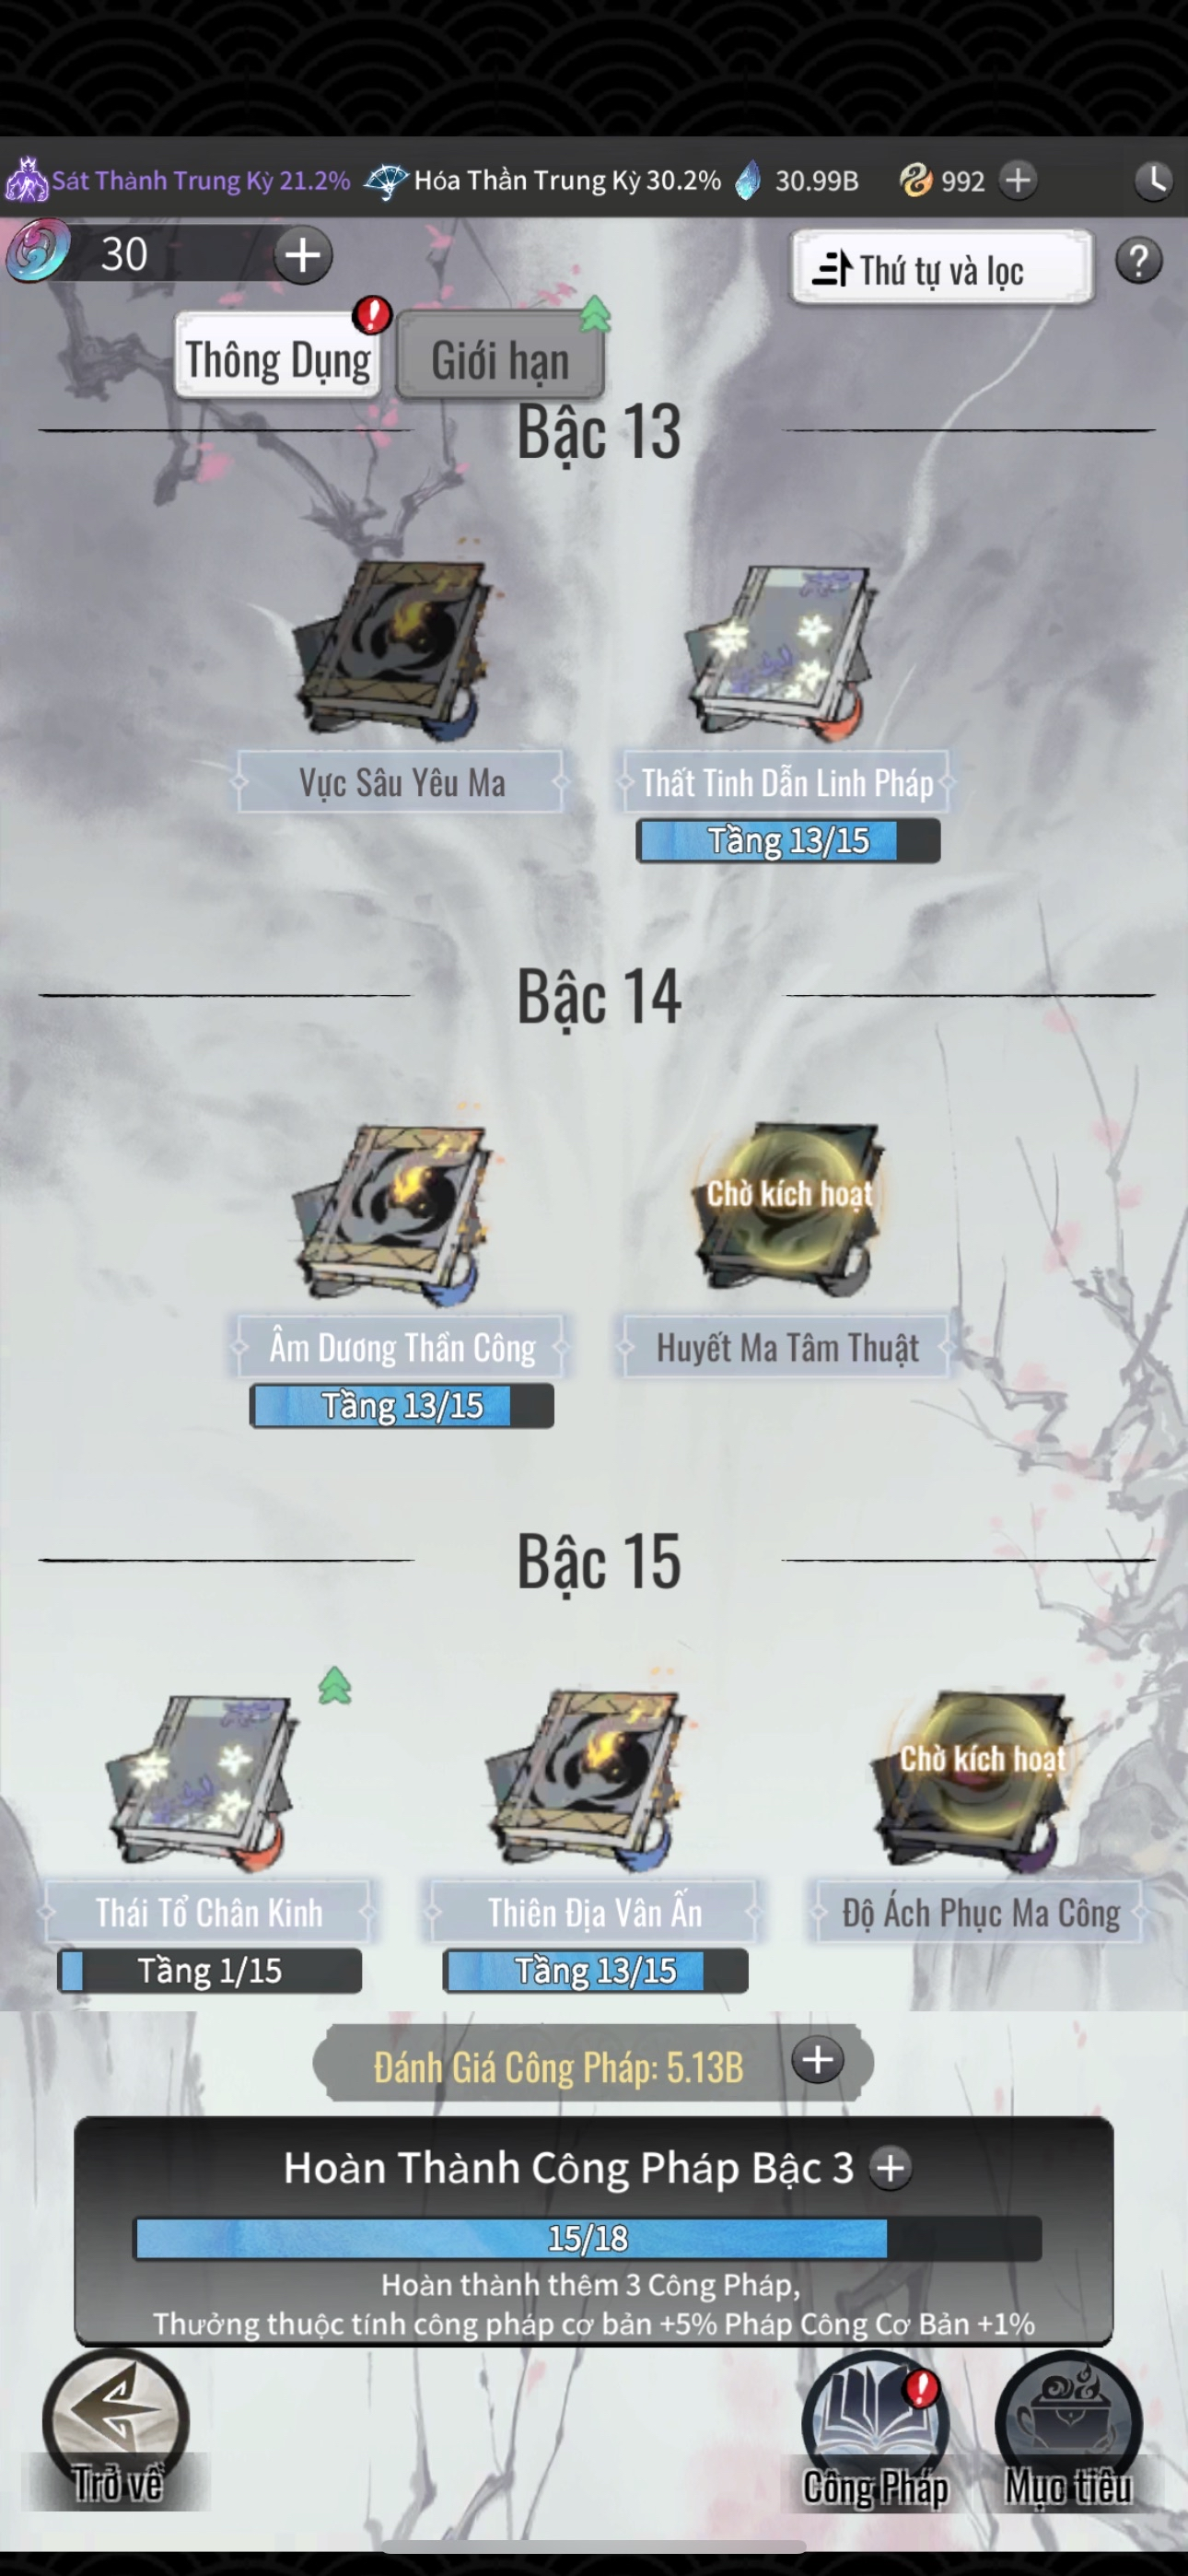 Sát Thành Trung Kỳ 21.2% Hóa Thần Trung Kỳ 30.2% 30.99B 992
30
Thứ tự và lọc
?
Thông Dụng
Giới hạn
Bậc 13
Vực Sâu Yêu Ma
Thất Tinh Dẫn Linh Pháp
Tầng 13/15
Bậc 14
Chờ kích hoạt
Âm Dương Thần Công
Huyết Ma Tâm Thuật
Tầng 13/15
Bậc 15
Chờ kích hoạt
Thái Tổ Chân Kinh
Thiên Địa Vân Ấn
Độ Ách Phục Ma Công
Tầng 1/15
Tầng 13/15
Đánh Giá Công Pháp: 5.13B
Hoàn Thành Công Pháp Bậc 3
15/18
Hoàn thành thêm 3 Công Pháp,
Thưởng thuộc tính công pháp cơ bản +5% Pháp Công Cơ Bản +1%
Trở về
Công Pháp
Mục tiêu